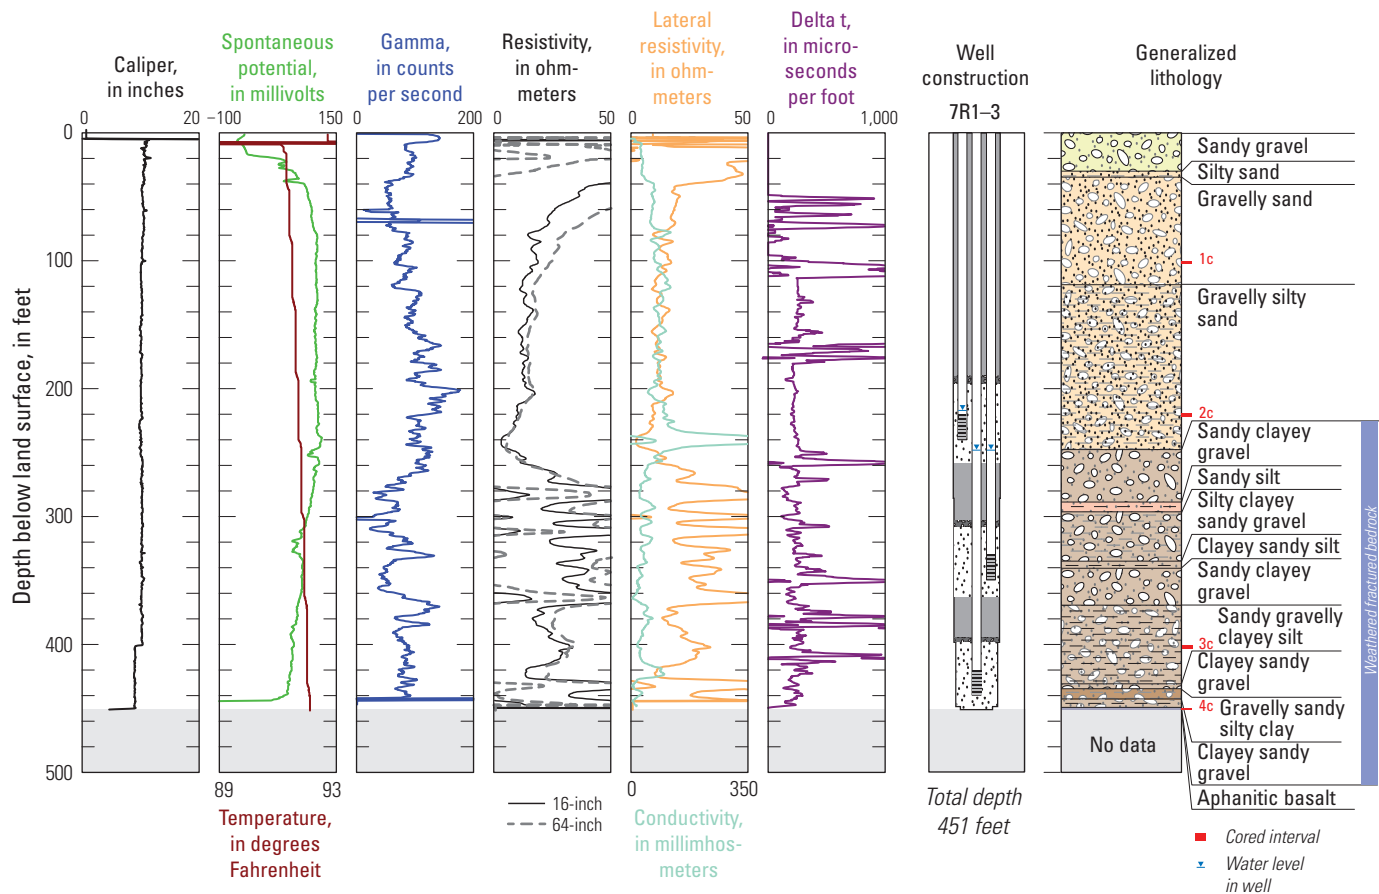 Caliper,
in inches
Spontaneous
potential,
in millivolts
Gamma,
in counts
per second
Resistivity,
in ohm-
meters
Lateral
resistivity,
in ohm-
meters
Delta t,
in micro-
seconds
per foot
Well
construction
7R1–3
Generalized
lithology
0 20
−100 150
0 200
0 50
0 50
0 1,000
Depth below land surface, in feet
0
100
200
300
400
500
Sandy gravel
Silty sand
Gravelly sand
1c
Gravelly silty
sand
2c
Sandy clayey
gravel
Sandy silt
Silty clayey
sandy gravel
Clayey sandy silt
Sandy clayey
gravel
Sandy gravelly
clayey silt
3c
Clayey sandy
gravel
4c
Gravelly sandy
silty clay
Clayey sandy
gravel
Aphanitic basalt
Weathered fractured bedrock
No data
89 93
Temperature,
in degrees
Fahrenheit
16-inch
64-inch
0 350
Conductivity,
in millimhos-
meters
Total depth
451 feet
Cored interval
Water level
in well